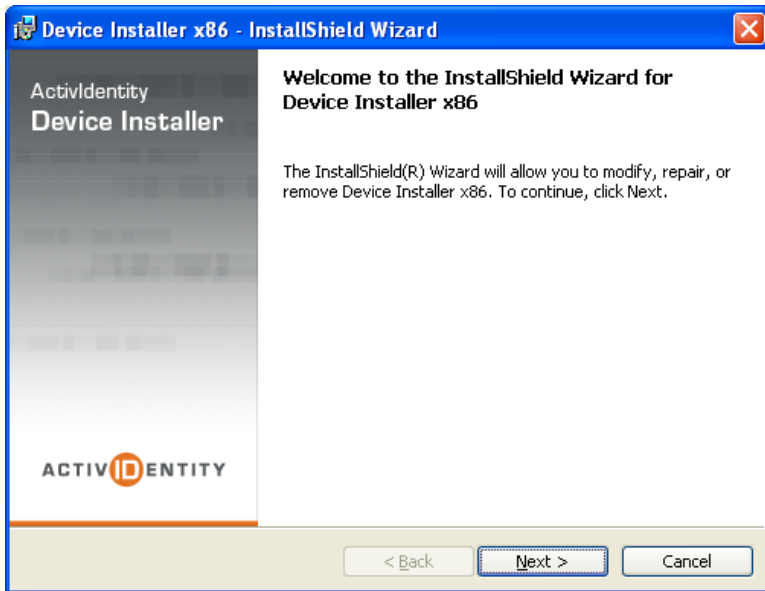 Device Installer x86 - InstallShield Wizard
ActivIdentity
Device Installer
Welcome to the InstallShield Wizard for
Device Installer x86
The InstallShield(R) Wizard will allow you to modify, repair, or
remove Device Installer x86. To continue, click Next.
ACTIVIDENTITY
< Back
Next >
Cancel